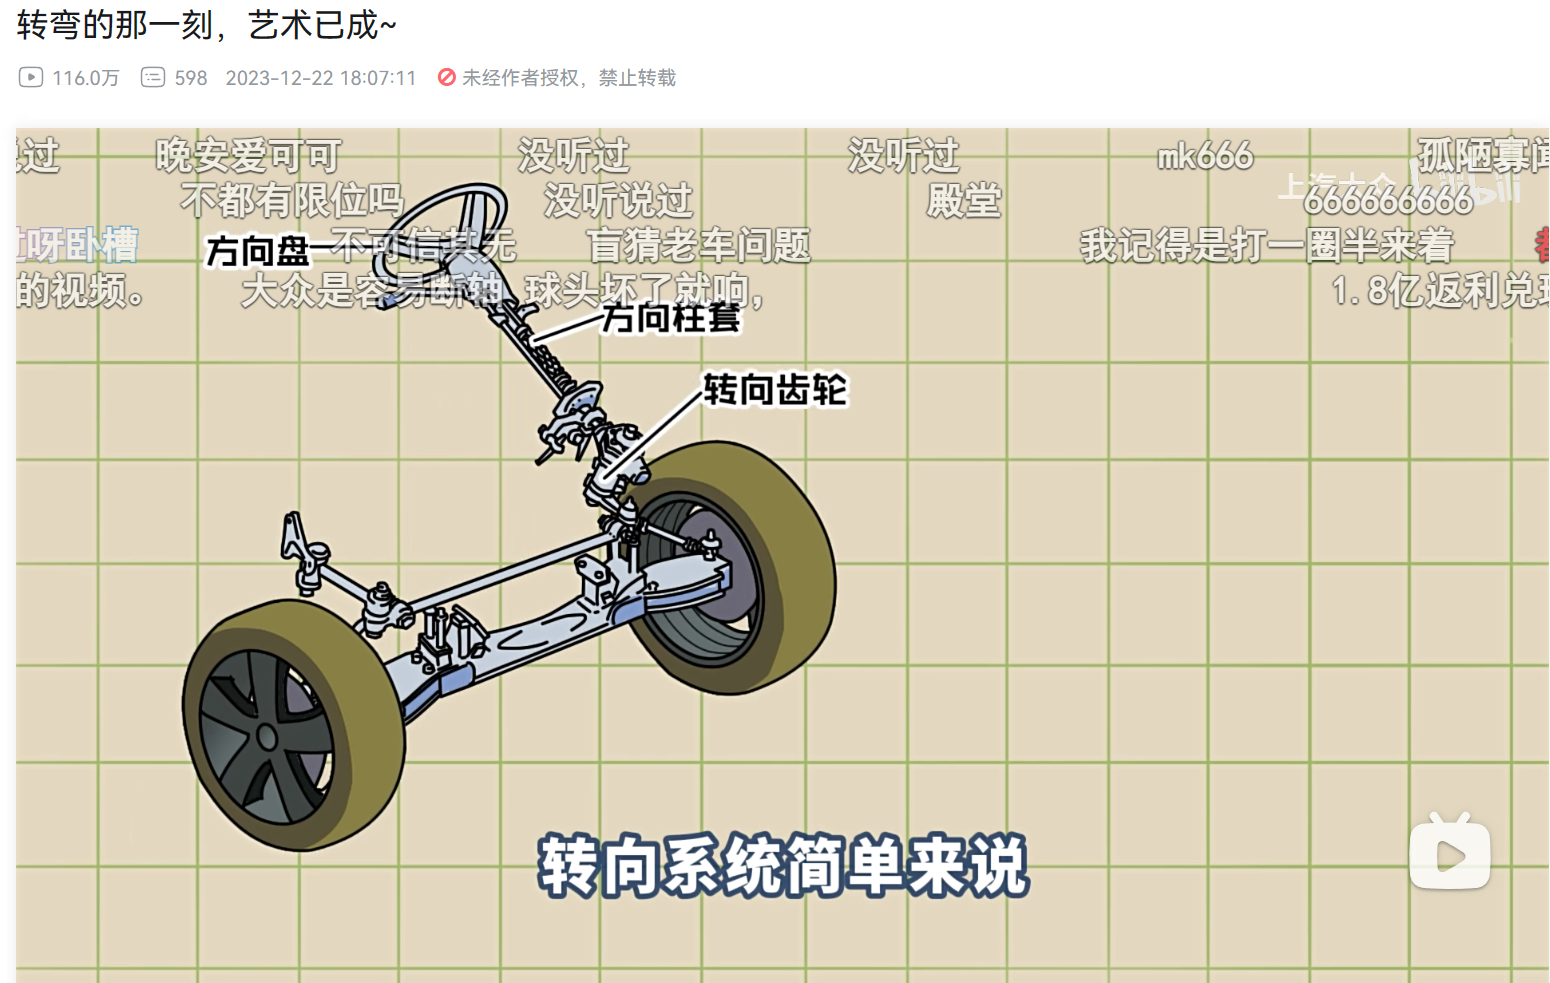 转弯的那一刻，艺术已成~
116.0万 598 2023-12-22 18:07:11 未经作者授权，禁止转载
过 晚安爱可可 没听过 没听过 mk666 孤陋寡闻
不都有限位吗 没听说过 殿堂 666666666
上汽大众 bilibili
呀卧槽 不可信其无 盲猜老车问题 我记得是打一圈半来着
方向盘
的视频。 大众是容易断轴 球头坏了就响， 1.8亿返利兑
方向柱套
转向齿轮
转向系统简单来说